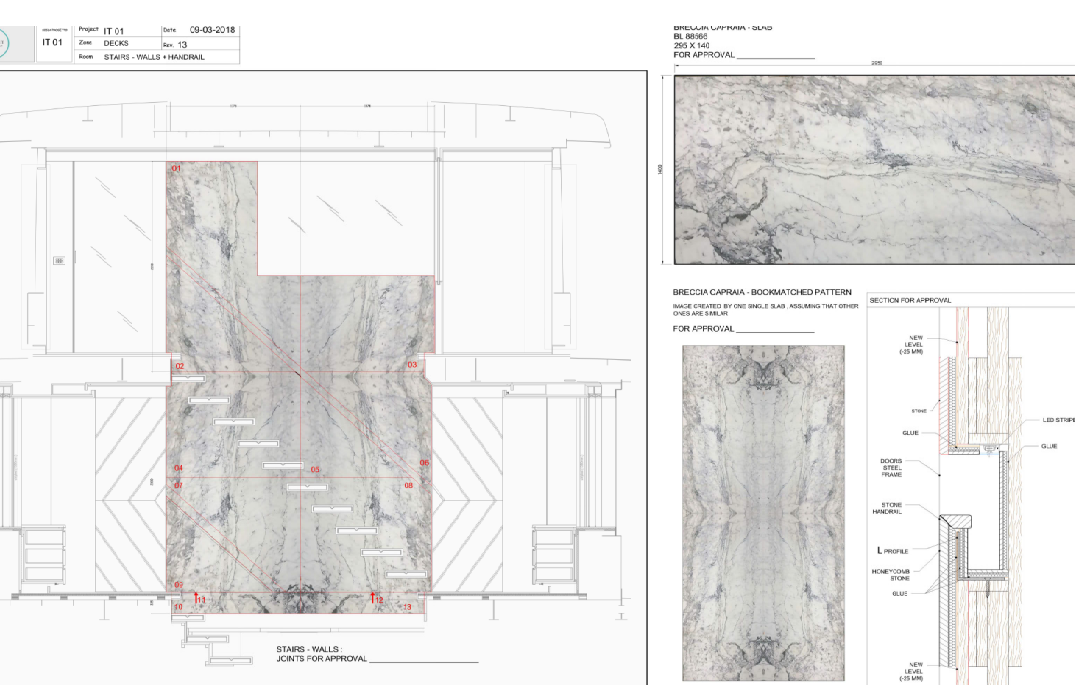 Project IT 01
Date 09-03-2018
IT 01
Zone DECKS
Rev. 13
Room STAIRS - WALLS + HANDRAIL
01
02
03
04
05
06
07
08
09
10
11
12
13
STAIRS - WALLS :
JOINTS FOR APPROVAL
BRECCIA CAPRAIA - SLAB
BL 88566
295 X 140
FOR APPROVAL
1400
BRECCIA CAPRAIA - BOOKMATCHED PATTERN
IMAGE CREATED BY ONE SINGLE SLAB , ASSUMING THAT OTHER
ONES ARE SIMILAR
FOR APPROVAL
SECTION FOR APPROVAL
NEW
LEVEL
(-25 MM)
STONE
GLUE
LED STRIPE
GLUE
DOORS
STEEL
FRAME
STONE
HANDRAIL
L PROFILE
HONEYCOMB
STONE
GLUE
NEW
LEVEL
(-25 MM)